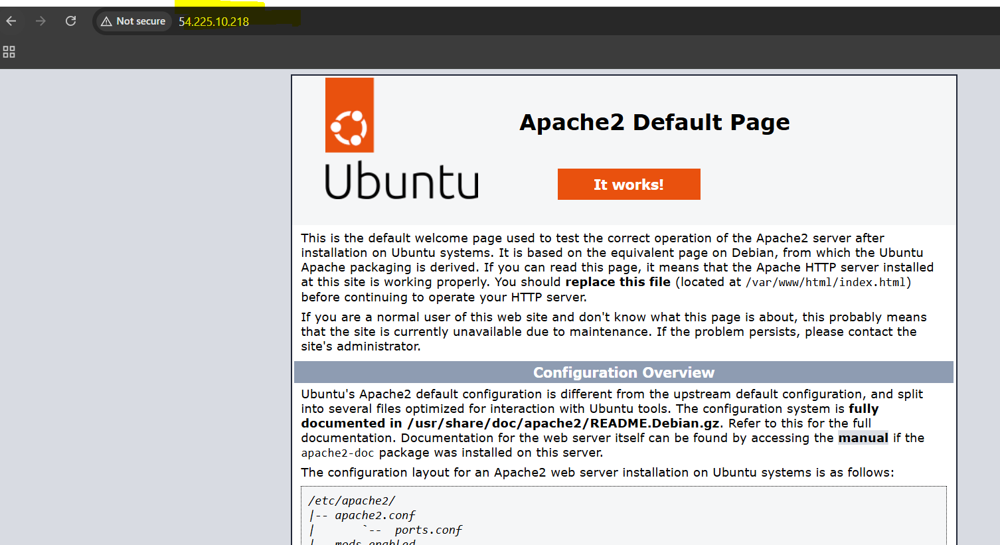 Not secure 54.225.10.218
Ubuntu
Apache2 Default Page
It works!
This is the default welcome page used to test the correct operation of the Apache2 server after
installation on Ubuntu systems. It is based on the equivalent page on Debian, from which the Ubuntu
Apache packaging is derived. If you can read this page, it means that the Apache HTTP server installed
at this site is working properly. You should replace this file (located at /var/www/html/index.html)
before continuing to operate your HTTP server.
If you are a normal user of this web site and don't know what this page is about, this probably means
that the site is currently unavailable due to maintenance. If the problem persists, please contact the
site's administrator.
Configuration Overview
Ubuntu's Apache2 default configuration is different from the upstream default configuration, and split
into several files optimized for interaction with Ubuntu tools. The configuration system is fully
documented in /usr/share/doc/apache2/README.Debian.gz. Refer to this for the full
documentation. Documentation for the web server itself can be found by accessing the manual if the
apache2-doc package was installed on this server.
The configuration layout for an Apache2 web server installation on Ubuntu systems is as follows:
/etc/apache2/
|-- apache2.conf
|       `--  ports.conf
|-- mods-enabled